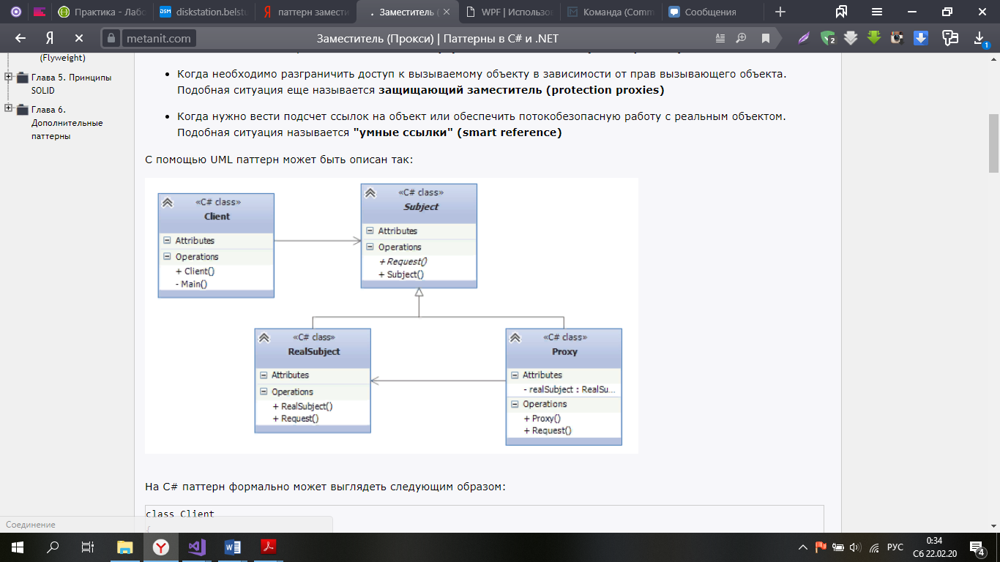 Практика - Лабо
DSM
diskstation.belstu
Я
паттерн замести
Заместитель (
WPF | Использо
Команда (Comm
Сообщения
Я
metanit.com
Заместитель (Прокси) | Паттерны в C# и .NET
2
1
(Flyweight)
Глава 5. Принципы
SOLID
Глава 6.
Дополнительные
паттерны
Когда необходимо разграничить доступ к вызываемому объекту в зависимости от прав вызывающего объекта.
Подобная ситуация еще называется защищающий заместитель (protection proxies)
Когда нужно вести подсчет ссылок на объект или обеспечить потокобезопасную работу с реальным объектом.
Подобная ситуация называется "умные ссылки" (smart reference)
С помощью UML паттерн может быть описан так:
«C# class»
Client
Attributes
Operations
+ Client()
- Main()
«C# class»
Subject
Attributes
Operations
+ Request()
+ Subject()
«C# class»
RealSubject
Attributes
Operations
+ RealSubject()
+ Request()
«C# class»
Proxy
Attributes
- realSubject : RealSu...
Operations
+ Proxy()
+ Request()
На C# паттерн формально может выглядеть следующим образом:
class Client
{
Соединение
РУС
0:34
Сб 22.02.20
4